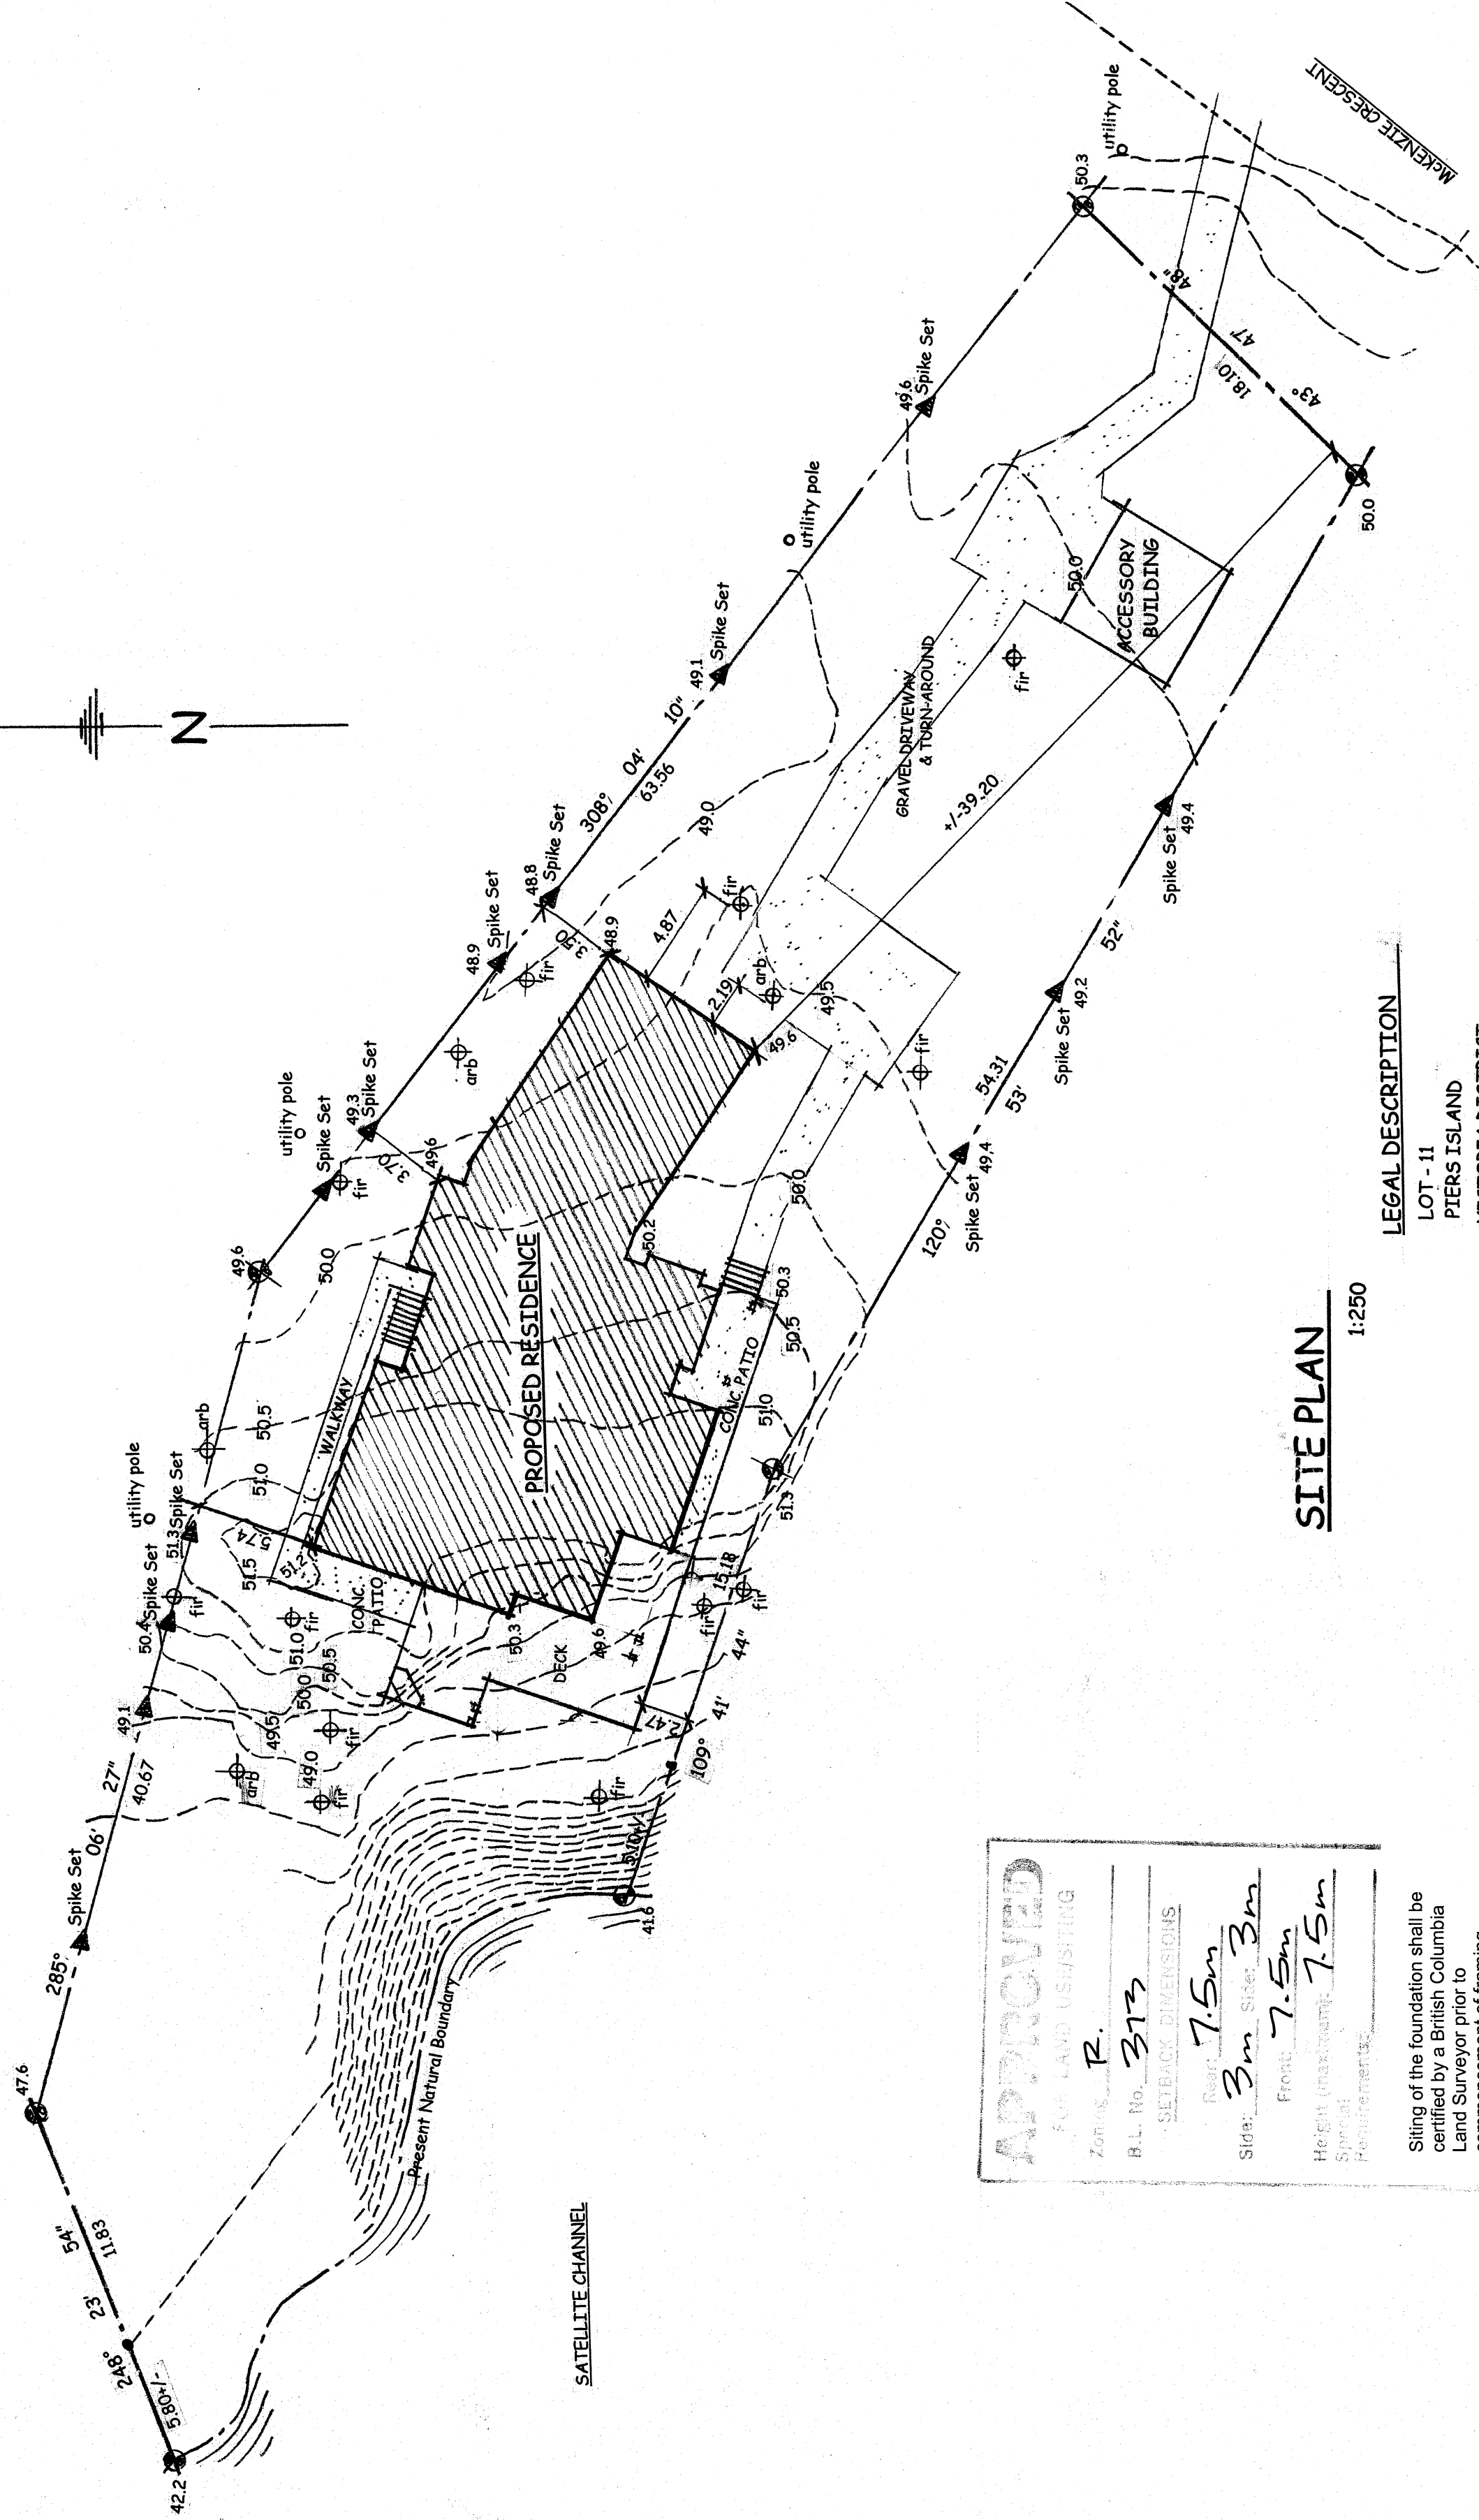 McKENZIE CRESCENT
utility pole
50.3
48"
47'
18.10
43°
50.0
49.6
Spike Set
utility pole
50.0
ACCESSORY
BUILDING
fir
GRAVEL DRIVEWAY
& TURN-AROUND
49.1
Spike Set
10"
04'
308°
63.56
49.0
+/-39.20
Spike Set
49.4
52"
Spike Set
49.2
54.31
53'
120°
Spike Set
49.4
N
48.8
Spike Set
48.9
Spike Set
3.50
48.9
4.87
fir
2.19
arb
49.5
49.6
fir
fir
arb
49.3
Spike Set
3.70
49.6
utility pole
Spike Set
fir
49.6
50.0
50.2
50.0
50.3
50.5
PROPOSED RESIDENCE
WALKWAY
CONC. PATIO
51.0
51.3
arb
50.5
51.0
utility pole
51.3
Spike Set
5.74
51.5
51.2
50.4
Spike Set
fir
fir
CONC.
PATIO
51.0
50.5
50.0
49.5
49.0
50.3
DECK
49.6
15.18
fir
fir
44"
41'
109°
2.47
49.1
27"
40.67
06'
arb
fir
fir
fir
5.10+/-
41.6
Spike Set
285°
47.6
Present Natural Boundary
54"
11.83
23'
248°
5.80+/-
42.2
SATELLITE CHANNEL
SITE PLAN
1:250
LEGAL DESCRIPTION
LOT - 11
PIERS ISLAND
APPROVED
FOR LAND USE/SITING
Zoning R.
B.L. No. 373
SETBACK DIMENSIONS
Rear: 7.5m
Side: 3m Side: 3m
Front: 7.5m
Height (maximum): 7.5m
Special
Requirements:
Siting of the foundation shall be
certified by a British Columbia
Land Surveyor prior to